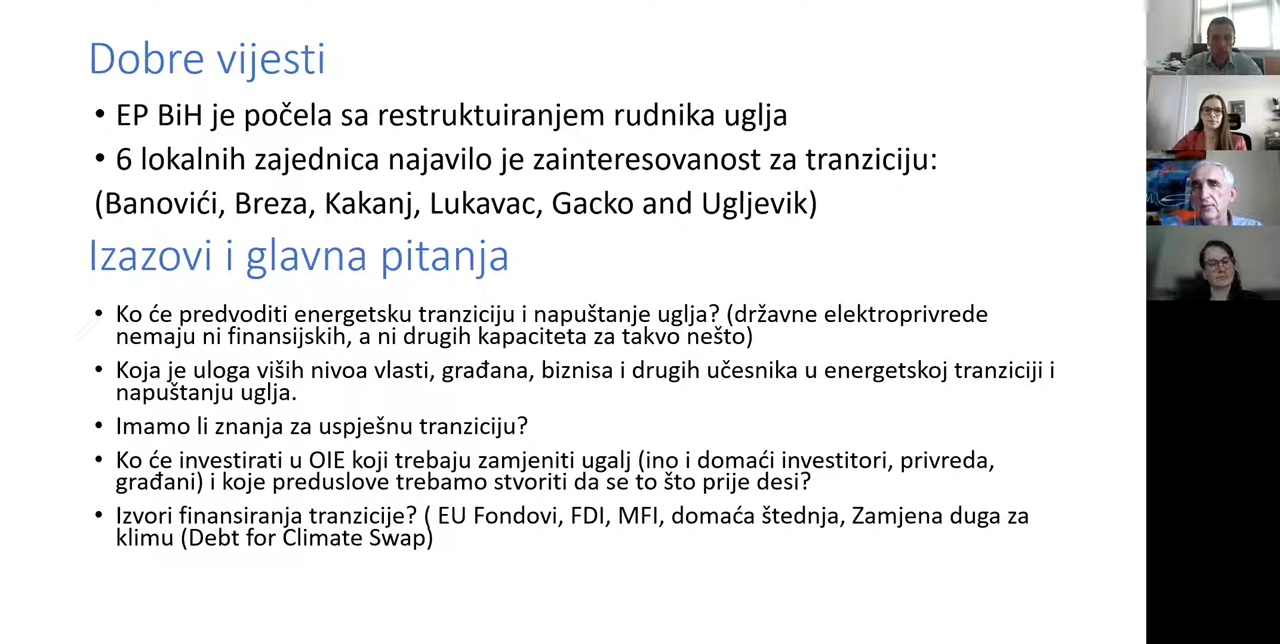 Dobre vijesti
• EP BiH je počela sa restruktuiranjem rudnika uglja
• 6 lokalnih zajednica najavilo je zainteresovanost za tranziciju:
(Banovići, Breza, Kakanj, Lukavac, Gacko and Ugljevik)
Izazovi i glavna pitanja
• Ko će predvoditi energetsku tranziciju i napuštanje uglja? (državne elektroprivrede
nemaju ni finansijskih, a ni drugih kapaciteta za takvo nešto)
• Koja je uloga viših nivoa vlasti, građana, biznisa i drugih učesnika u energetskoj tranziciji i
napuštanju uglja.
• Imamo li znanja za uspješnu tranziciju?
• Ko će investirati u OIE koji trebaju zamjeniti ugalj (ino i domaći investitori, privreda,
građani) i koje preduslove trebamo stvoriti da se to što prije desi?
• Izvori finansiranja tranzicije? ( EU Fondovi, FDI, MFI, domaća štednja, Zamjena duga za
klimu (Debt for Climate Swap)